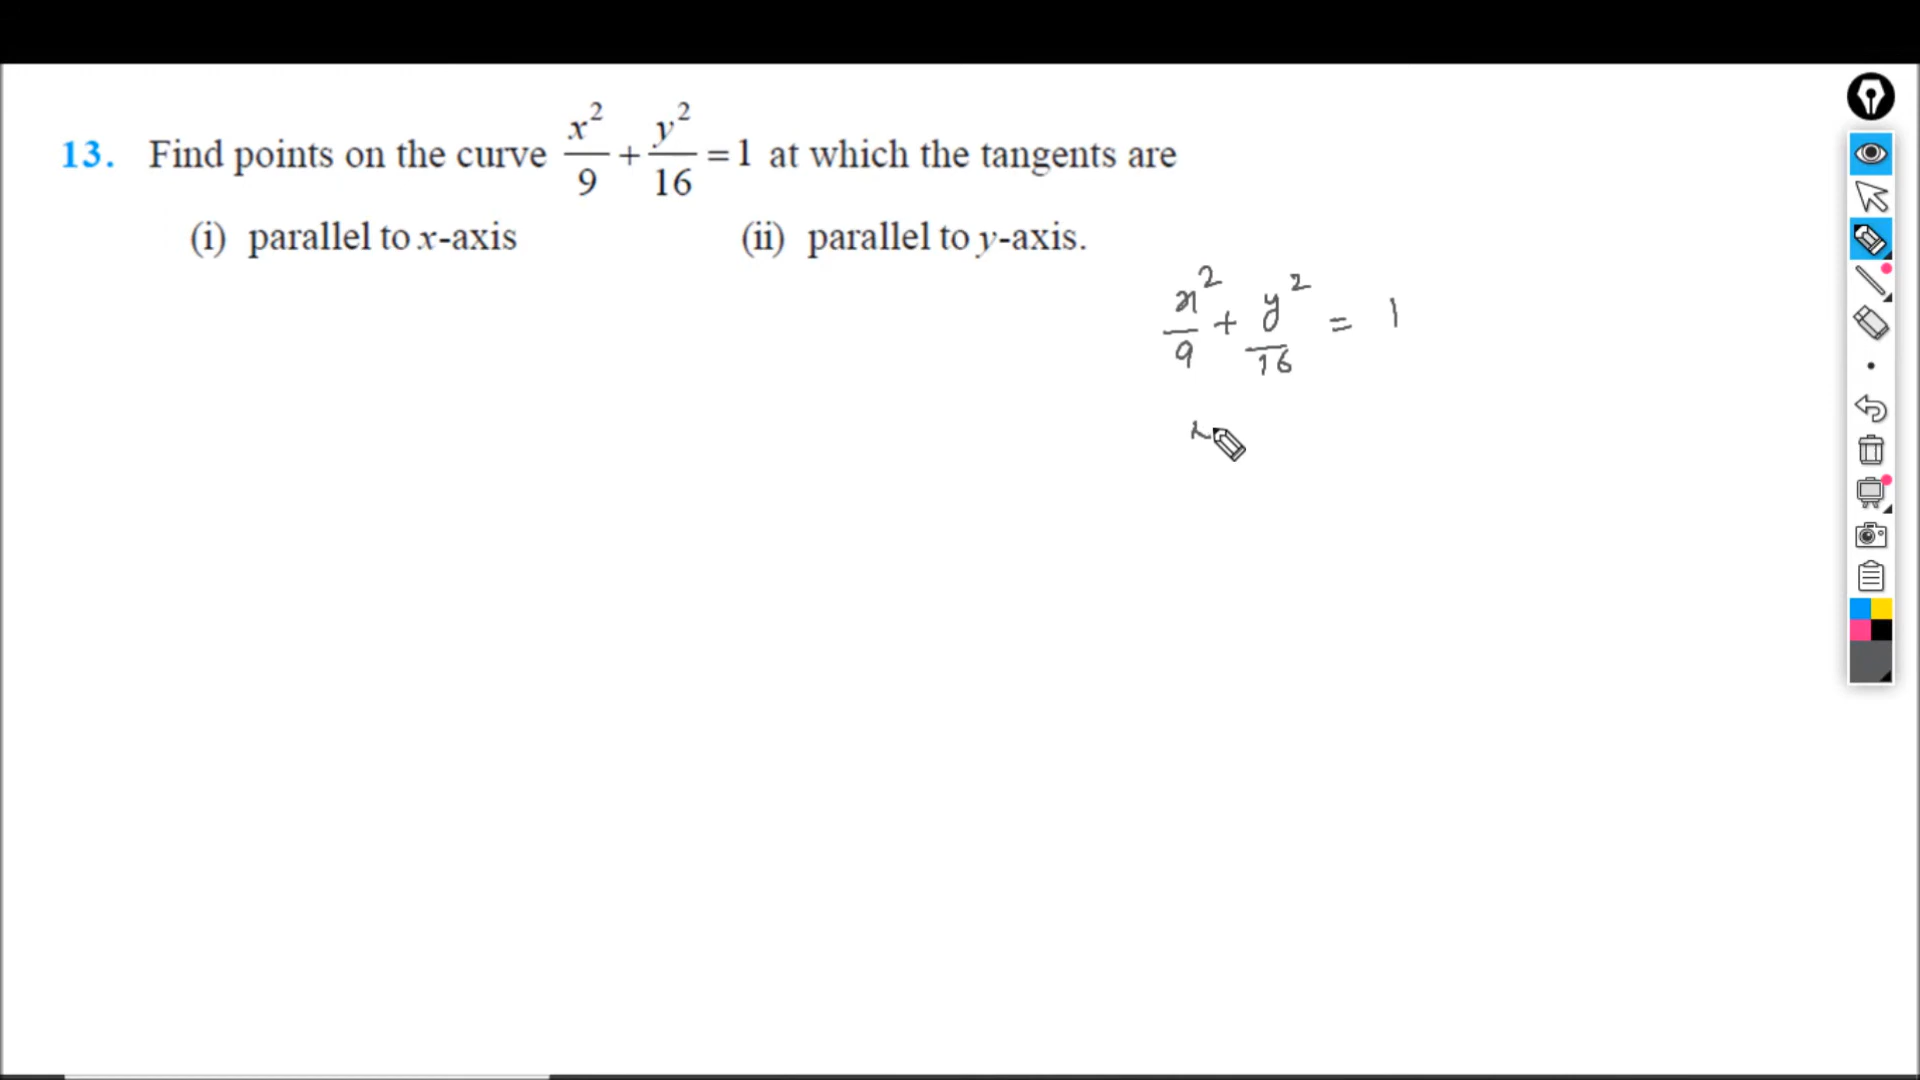 13. Find points on the curve x²/9 + y²/16 = 1 at which the tangents are
(i) parallel to x-axis (ii) parallel to y-axis.
x²/9 + y²/16 = 1